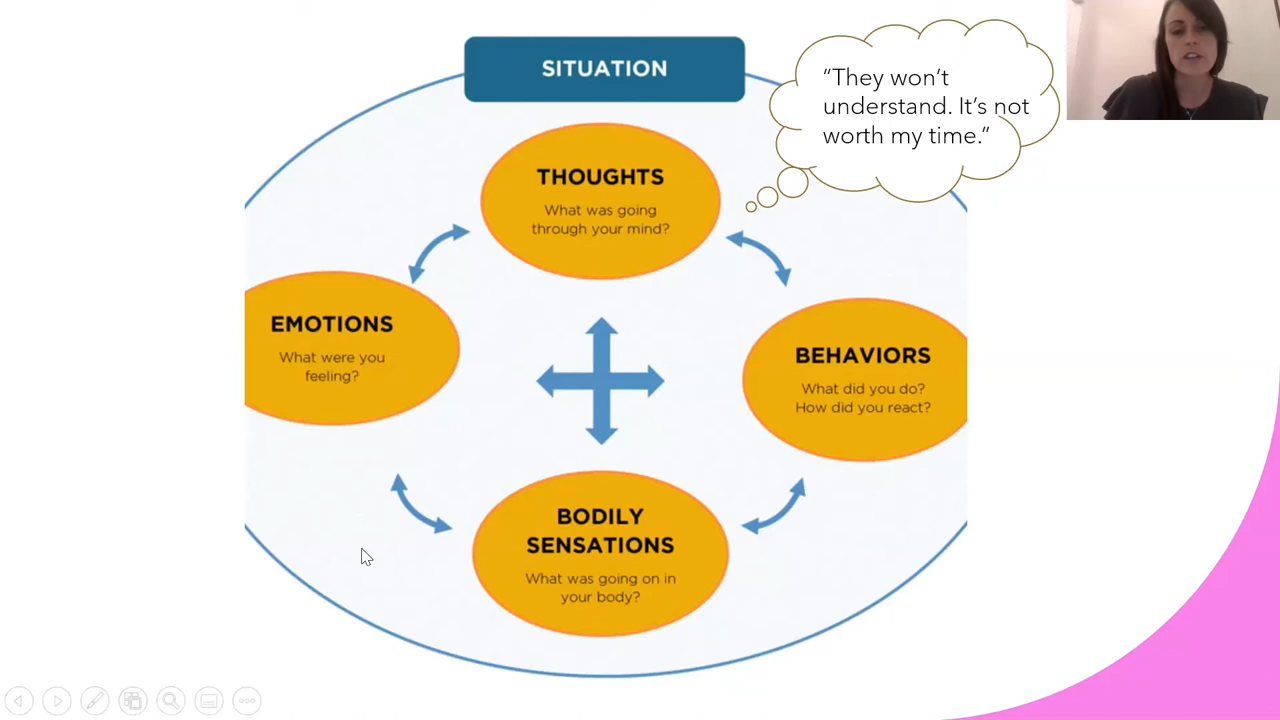 SITUATION
“They won’t
understand. It’s not
worth my time.“
THOUGHTS
What was going
through your mind?
EMOTIONS
What were you
feeling?
BEHAVIORS
What did you do?
How did you react?
BODILY
SENSATIONS
What was going on in
your body?